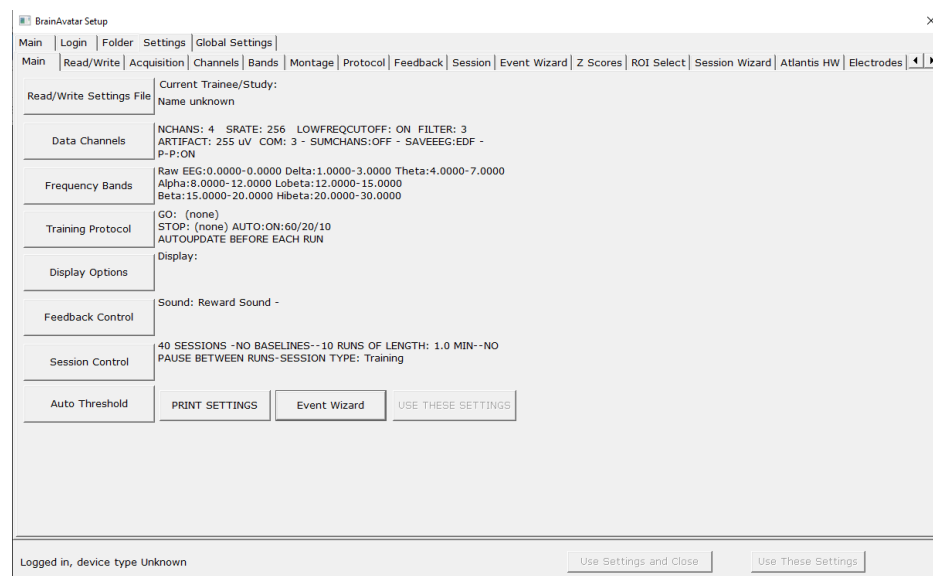 BrainAvatar Setup
Main Login Folder Settings Global Settings
Main Read/Write Acquisition Channels Bands Montage Protocol Feedback Session Event Wizard Z Scores ROI Select Session Wizard Atlantis HW Electrodes
Read/Write Settings File
Current Trainee/Study:
Name unknown
Data Channels
NCHANS: 4 SRATE: 256 LOWFREQCUTOFF: ON FILTER: 3
ARTIFACT: 255 uV COM: 3 - SUMCHANS:OFF - SAVEEEG:EDF -
P-P:ON
Frequency Bands
Raw EEG:0.0000-0.0000 Delta:1.0000-3.0000 Theta:4.0000-7.0000
Alpha:8.0000-12.0000 Lobeta:12.0000-15.0000
Beta:15.0000-20.0000 Hibeta:20.0000-30.0000
Training Protocol
GO: (none)
STOP: (none) AUTO:ON:60/20/10
AUTOUPDATE BEFORE EACH RUN
Display Options
Display:
Feedback Control
Sound: Reward Sound -
Session Control
40 SESSIONS -NO BASELINES--10 RUNS OF LENGTH: 1.0 MIN--NO
PAUSE BETWEEN RUNS-SESSION TYPE: Training
Auto Threshold PRINT SETTINGS Event Wizard USE THESE SETTINGS
Logged in, device type Unknown Use Settings and Close Use These Settings